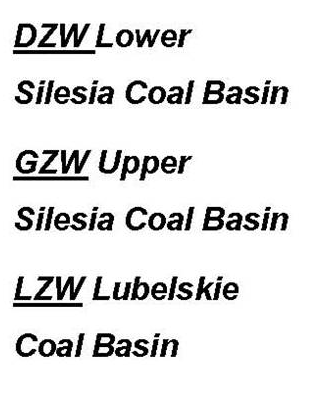 DZW Lower
Silesia Coal Basin
GZW Upper
Silesia Coal Basin
LZW Lubelskie
Coal Basin